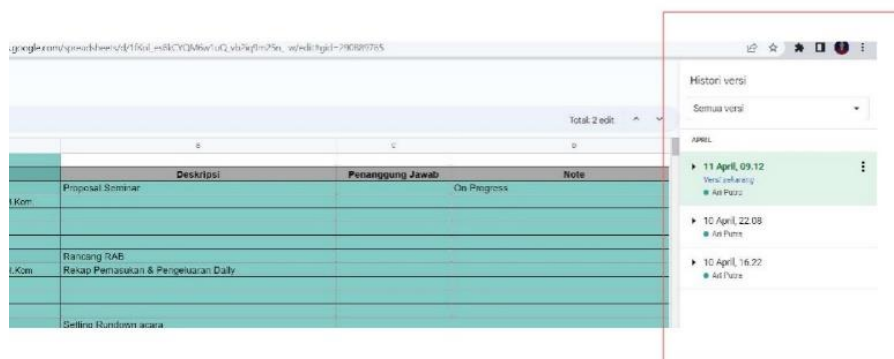 Histori versi
Semua versi
Total: 2 edit
APRIL
B C D
Deskripsi Penanggung Jawab Note
11 April, 09.12
Versi sekarang
Ari Putra
Proposal Seminar On Progress
10 April, 22.08
Ari Putra
Rancang RAB
Rekap Pemasukan & Pengeluaran Daily
10 April, 16.22
Ari Putra
Setting Rundown acara